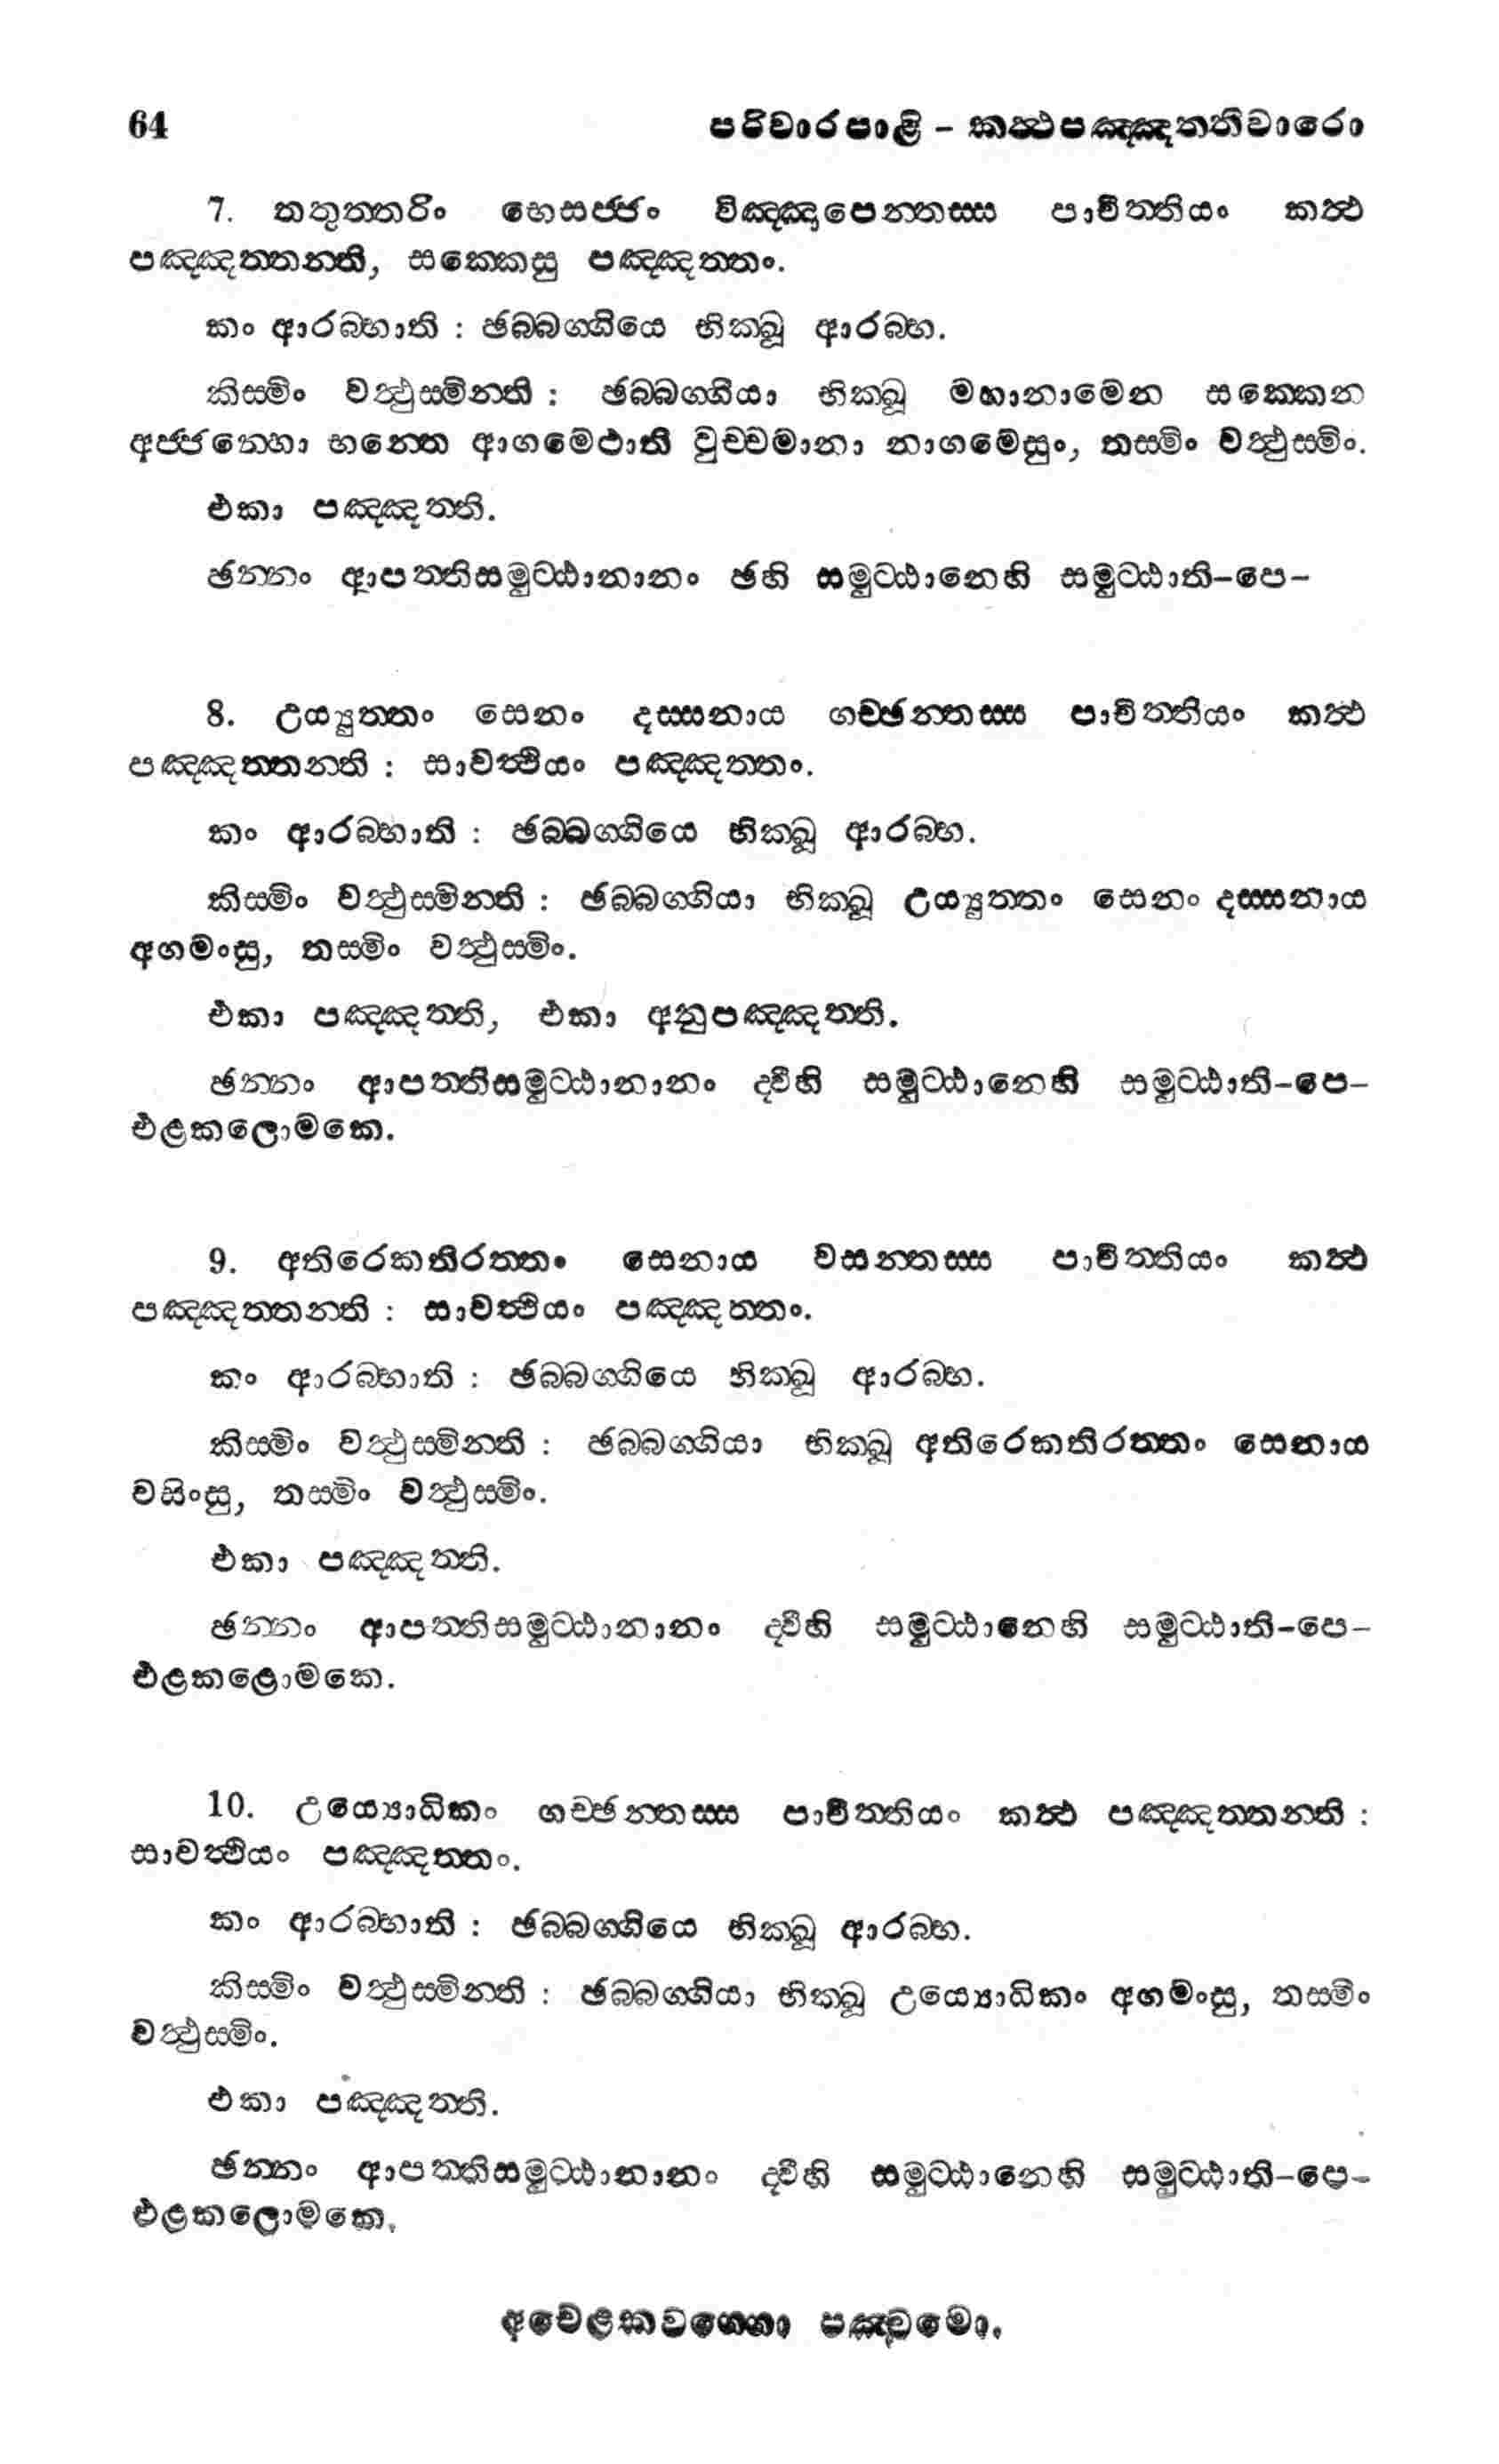 64 පරිවාරපාළි - කත්‍ථපඤ්ඤතතිවාරො
7. තතුත‍්තරිං භෙසජ‍්ජං විඤ‍්ඤාපෙන‍්තස‍්ස පාචිත‍්තියං කත්‍ථ
පඤ‍්ඤත‍්තන‍්ති, සක‍්කෙසු පඤ‍්ඤත‍්තං.
කං ආරබ‍්භාති : ඡබ‍්බග‍්ගියෙ භික‍්ඛූ ආරබ‍්භ.
කිස‍්මිං වත්‍ථුස‍්මින‍්ති : ඡබ‍්බග‍්ගියා භික‍්ඛූ මහානාමෙන සක‍්කෙන
අජ‍්ජන‍්හො භන‍්තෙ ආගමෙථාති වුච‍්චමානා නාගමෙසුං, තස‍්මිං වත්‍ථුස‍්මිං.
එකා පඤ‍්ඤත‍්ති.
ඡන‍්නං ආපත‍්තිසමුට‍්ඨානානං ඡහි සමුට‍්ඨානෙහි සමුට‍්ඨාති-පෙ-
8. උය්‍යුත‍්තං සෙනං දස‍්සනාය ගච‍්ඡන‍්තස‍්ස පාචිත‍්තියං කත්‍ථ
පඤ‍්ඤත‍්තන‍්ති : සාවත්‍ථියං පඤ‍්ඤත‍්තං.
කං ආරබ‍්භාති : ඡබ‍්බග‍්ගියෙ භික‍්ඛූ ආරබ‍්භ.
කිස‍්මිං වත්‍ථුස‍්මින‍්ති : ඡබ‍්බග‍්ගියා භික‍්ඛූ උය්‍යුත‍්තං සෙනං දස‍්සනාය
අගමංසු, තස‍්මිං වත්‍ථුස‍්මිං.
එකා පඤ‍්ඤත‍්ති, එකා අනුපඤ‍්ඤත‍්ති.
ඡන‍්නං ආපත‍්තිසමුට‍්ඨානානං ද‍්වීහි සමුට‍්ඨානෙහි සමුට‍්ඨාති-පෙ-
එළකලොමකෙ.
9. අතිරෙකතිරත‍්තං සෙනාය වසන‍්තස‍්ස පාචිත‍්තියං කත්‍ථ
පඤ‍්ඤත‍්තන‍්ති : සාවත්‍ථියං පඤ‍්ඤත‍්තං.
කං ආරබ‍්භාති : ඡබ‍්බග‍්ගියෙ භික‍්ඛූ ආරබ‍්භ.
කිස‍්මිං වත්‍ථුස‍්මින‍්ති : ඡබ‍්බග‍්ගියා භික‍්ඛූ අතිරෙකතිරත‍්තං සෙනාය
වසිංසු, තස‍්මිං වත්‍ථුස‍්මිං.
එකා පඤ‍්ඤත‍්ති.
ඡන‍්නං ආපත‍්තිසමුට‍්ඨානානං ද‍්වීහි සමුට‍්ඨානෙහි සමුට‍්ඨාති-පෙ-
එළකළොමකෙ.
10. උය්‍යොධිකං ගච‍්ඡන‍්තස‍්ස පාචිත‍්තියං කත්‍ථ පඤ‍්ඤත‍්තන‍්ති :
සාවත්‍ථියං පඤ‍්ඤත‍්තං.
කං ආරබ‍්භාති : ඡබ‍්බග‍්ගියෙ භික‍්ඛූ ආරබ‍්භ.
කිස‍්මිං වත්‍ථුස‍්මින‍්ති : ඡබ‍්බග‍්ගියා භික‍්ඛූ උය්‍යොධිකං අගමංසු, තස‍්මිං
වත්‍ථුස‍්මිං.
එකා පඤ‍්ඤත‍්ති.
ඡන‍්නං ආපත‍්තිසමුට‍්ඨානානං ද‍්වීහි සමුට‍්ඨානෙහි සමුට‍්ඨාති-පෙ-
එළකලොමකෙ.
අචෙළකවග‍්ගො පඤ‍්චමො.